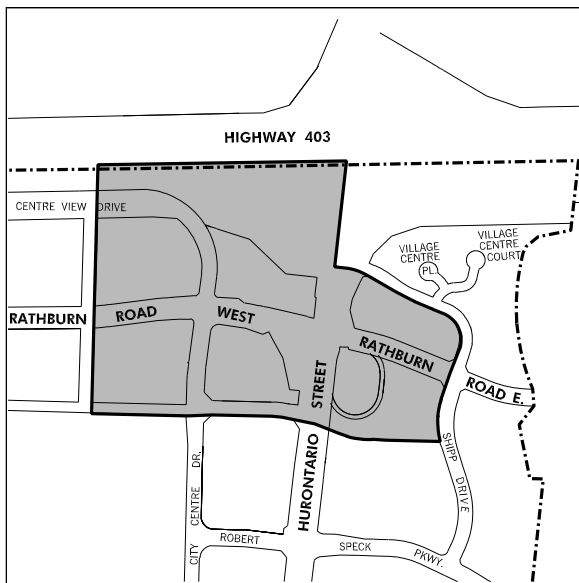 HIGHWAY 403
CENTRE VIEW DRIVE
VILLAGE
CENTRE
PL.
VILLAGE
CENTRE
COURT
RATHBURN ROAD WEST
RATHBURN ROAD E.
HURONTARIO STREET
CITY CENTRE DR.
SHIPP DRIVE
ROBERT SPECK PKWY.